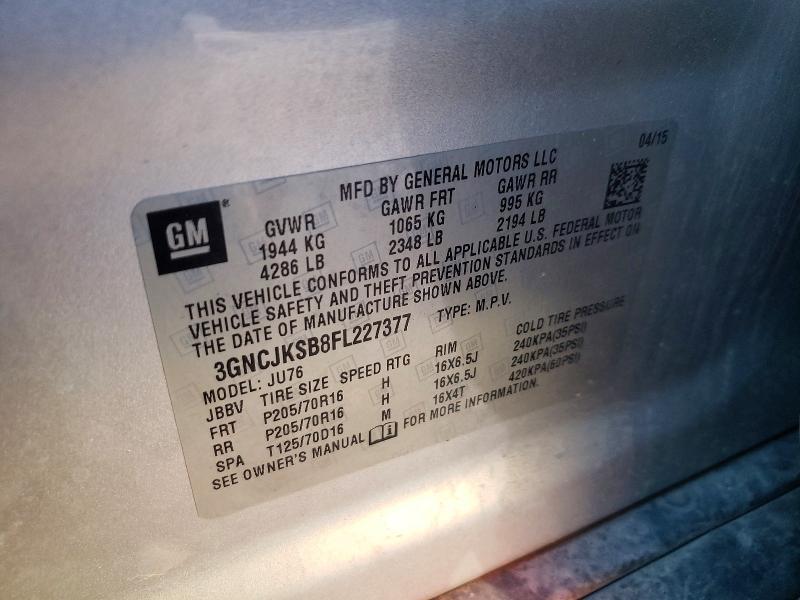 04/15
MFD BY GENERAL MOTORS LLC
GM®
GVWR GAWR FRT GAWR RR
1944 KG 1065 KG 995 KG
4286 LB 2348 LB 2194 LB
THIS VEHICLE CONFORMS TO ALL APPLICABLE U.S. FEDERAL MOTOR
VEHICLE SAFETY AND THEFT PREVENTION STANDARDS IN EFFECT ON
THE DATE OF MANUFACTURE SHOWN ABOVE.
3GNCJKSB8FL227377 TYPE: M.P.V.
MODEL: JU76
JBBV TIRE SIZE SPEED RTG RIM COLD TIRE PRESSURE
FRT P205/70R16 H 16X6.5J 240KPA(35PSI)
RR P205/70R16 H 16X6.5J 240KPA(35PSI)
SPA T125/70D16 M 16X4T 420KPA(60PSI)
SEE OWNER'S MANUAL FOR MORE INFORMATION.